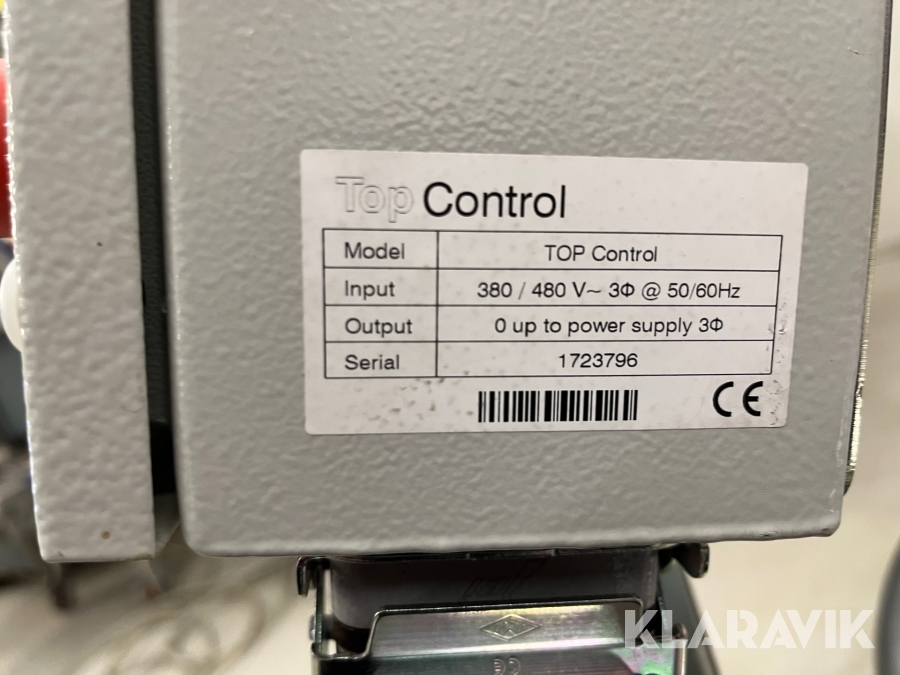 Top Control
Model TOP Control
Input 380 / 480 V~ 3Φ @ 50/60Hz
Output 0 up to power supply 3Φ
Serial 1723796
CE
KLARAVIK